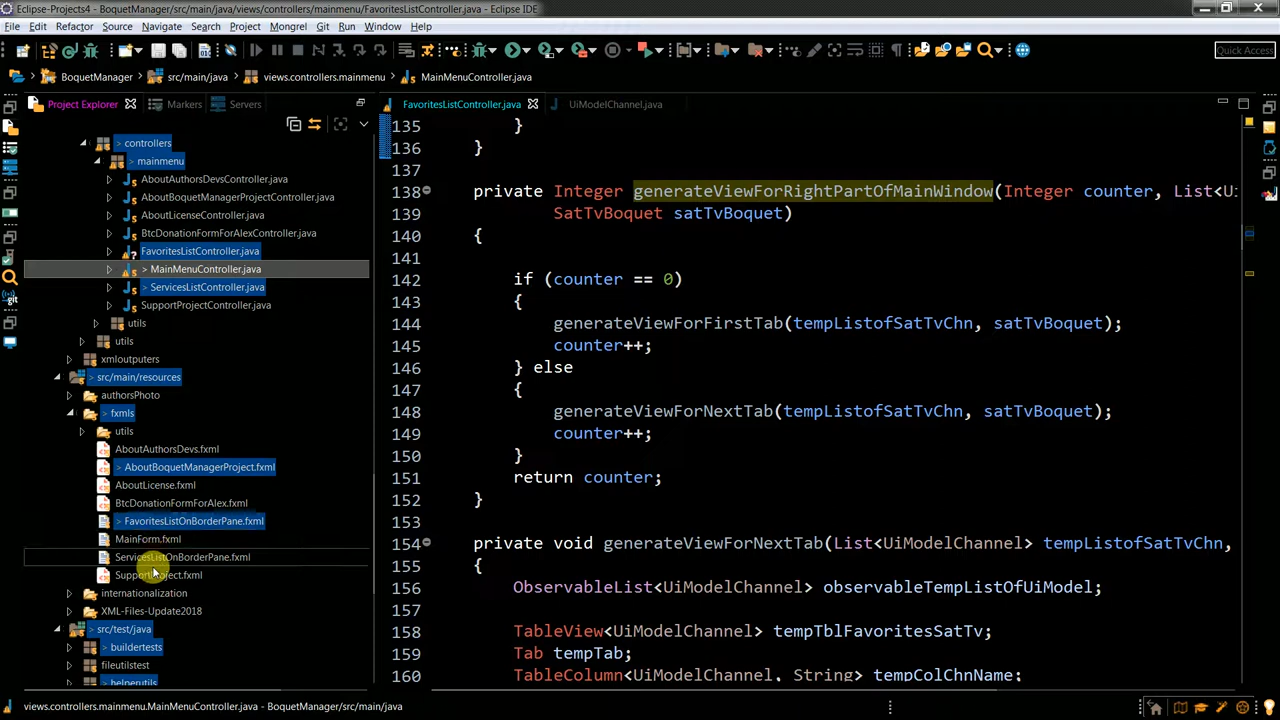 Eclipse-Projects4 - BoquetManager/src/main/java/views/controllers/mainmenu/FavoritesListController.java - Eclipse IDE
File Edit Refactor Source Navigate Search Project Mongrel Git Run Window Help
Quick Access
BoquetManager src/main/java views.controllers.mainmenu MainMenuController.java
Project Explorer Markers Servers
FavoritesListController.java UiModelChannel.java
> controllers
> mainmenu
AboutAuthorsDevsController.java
AboutBoquetManagerProjectController.java
AboutLicenseController.java
BtcDonationFormForAlexController.java
FavoritesListController.java
> MainMenuController.java
> ServicesListController.java
SupportProjectController.java
utils
utils
xmloutputers
> src/main/resources
authorsPhoto
> fxmls
utils
AboutAuthorsDevs.fxml
> AboutBoquetManagerProject.fxml
AboutLicense.fxml
BtcDonationFormForAlex.fxml
> FavoritesListOnBorderPane.fxml
MainForm.fxml
ServicesListOnBorderPane.fxml
SupportProject.fxml
internationalization
XML-Files-Update2018
> src/test/java
> buildertests
fileutilstest
> helperutils
135 }
136 }
137
138 private Integer generateViewForRightPartOfMainWindow(Integer counter, List<Ui
139 SatTvBoquet satTvBoquet)
140 {
141
142 if (counter == 0)
143 {
144 generateViewForFirstTab(tempListofSatTvChn, satTvBoquet);
145 counter++;
146 } else
147 {
148 generateViewForNextTab(tempListofSatTvChn, satTvBoquet);
149 counter++;
150 }
151 return counter;
152 }
153
154 private void generateViewForNextTab(List<UiModelChannel> tempListofSatTvChn,
155 {
156 ObservableList<UiModelChannel> observableTempListOfUiModel;
157
158 TableView<UiModelChannel> tempTblFavoritesSatTv;
159 Tab tempTab;
160 TableColumn<UiModelChannel, String> tempColChnName;
views.controllers.mainmenu.MainMenuController.java - BoquetManager/src/main/java